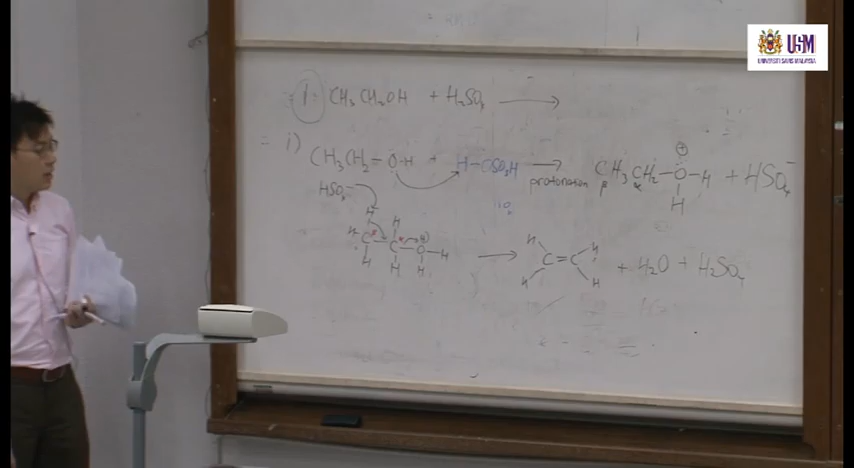 USM
UNIVERSITI SAINS MALAYSIA
1. CH₃CH₂OH + H₂SO₄ ⟶
= i) CH₃CH₂–O–H + H–OSO₃H ⟶ CH₃CH₂–O–H + HSO₄⁻
protonation
⊕
β α
H
HSO₄⁻
H H
H C – C – O – H ⟶ C = C + H₂O + H₂SO₄
H H H
H H
H H